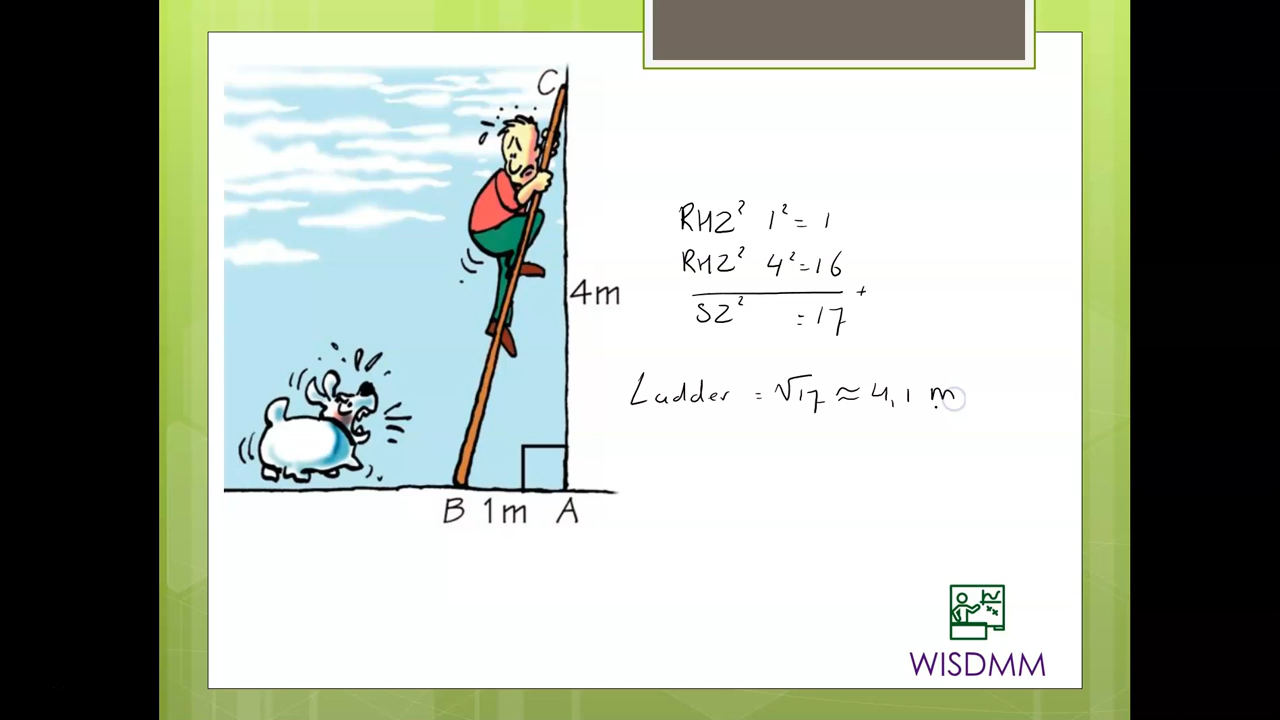 C
4m
B 1m A
RHZ² 1² = 1
RHZ² 4² = 16
+
SZ² = 17
Ladder = √17 ≈ 4,1 m
WISDMM